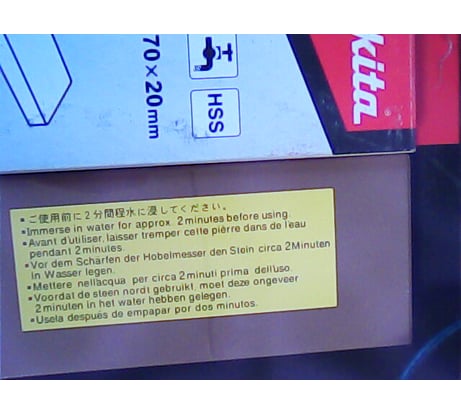 kita
HSS
70×20mm
▪ご使用前に2分間程水に浸してください。
▪Immerse in water for approx. 2minutes before using.
▪Avant d'utiliser, laisser tremper cette pièrre dans de l'eau
pendant 2minutes.
▪Vor dem Schärfen der Hobelmesser den Stein circa 2Minuten
in Wasser legen.
▪Mettere nell'acqua per circa 2minuti prima dell'uso.
▪Voordat de steen wordt gebruikt, moet deze ongeveer
2minuten in het water hebben gelegen.
▪Usela después de empapar por dos minutos.